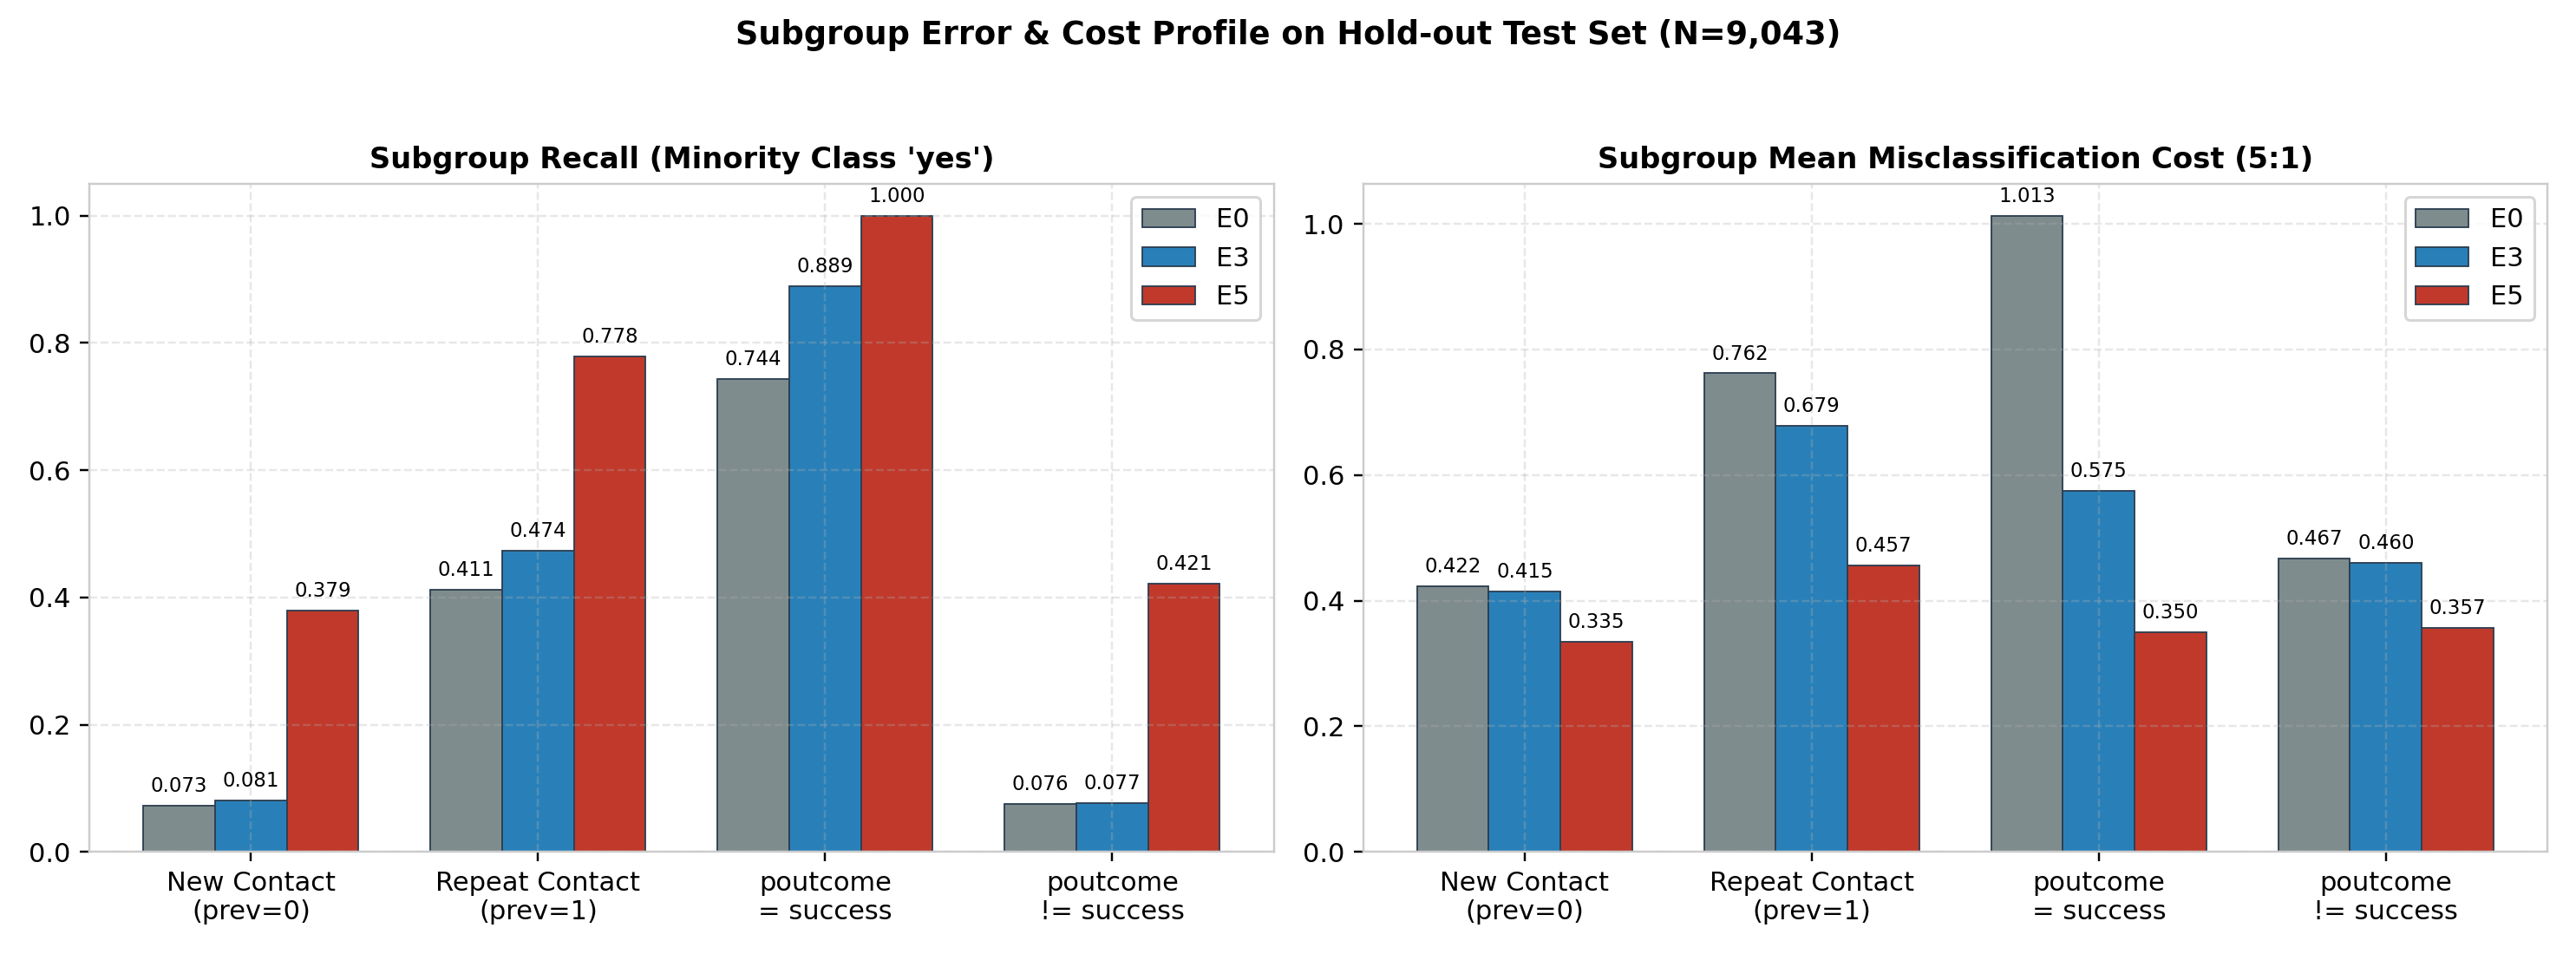 Subgroup Error & Cost Profile on Hold-out Test Set (N=9,043)
Subgroup Recall (Minority Class 'yes')
1.0
0.8
0.6
0.4
0.2
0.0
0.073
0.081
0.379
0.411
0.474
0.778
0.744
0.889
1.000
0.076
0.077
0.421
E0
E3
E5
New Contact
(prev=0)
Repeat Contact
(prev=1)
poutcome
= success
poutcome
!= success
Subgroup Mean Misclassification Cost (5:1)
1.0
0.8
0.6
0.4
0.2
0.0
0.422
0.415
0.335
0.762
0.679
0.457
1.013
0.575
0.350
0.467
0.460
0.357
E0
E3
E5
New Contact
(prev=0)
Repeat Contact
(prev=1)
poutcome
= success
poutcome
!= success